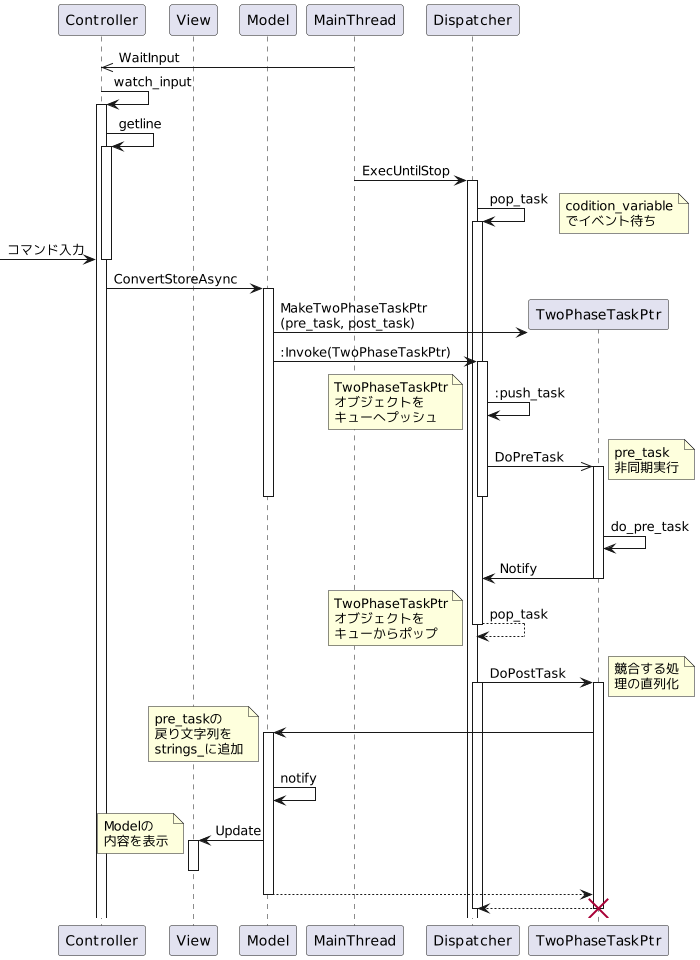 Controller
View
Model
MainThread
Dispatcher
WaitInput
watch_input
getline
ExecUntilStop
pop_task
codition_variable
でイベント待ち
コマンド入力
ConvertStoreAsync
MakeTwoPhaseTaskPtr
(pre_task, post_task)
TwoPhaseTaskPtr
:Invoke(TwoPhaseTaskPtr)
TwoPhaseTaskPtr
オブジェクトを
キューへプッシュ
:push_task
DoPreTask
pre_task
非同期実行
do_pre_task
Notify
TwoPhaseTaskPtr
オブジェクトを
キューからポップ
pop_task
DoPostTask
競合する処
理の直列化
pre_taskの
戻り文字列を
strings_に追加
notify
Modelの
内容を表示
Update
Controller
View
Model
MainThread
Dispatcher
TwoPhaseTaskPtr